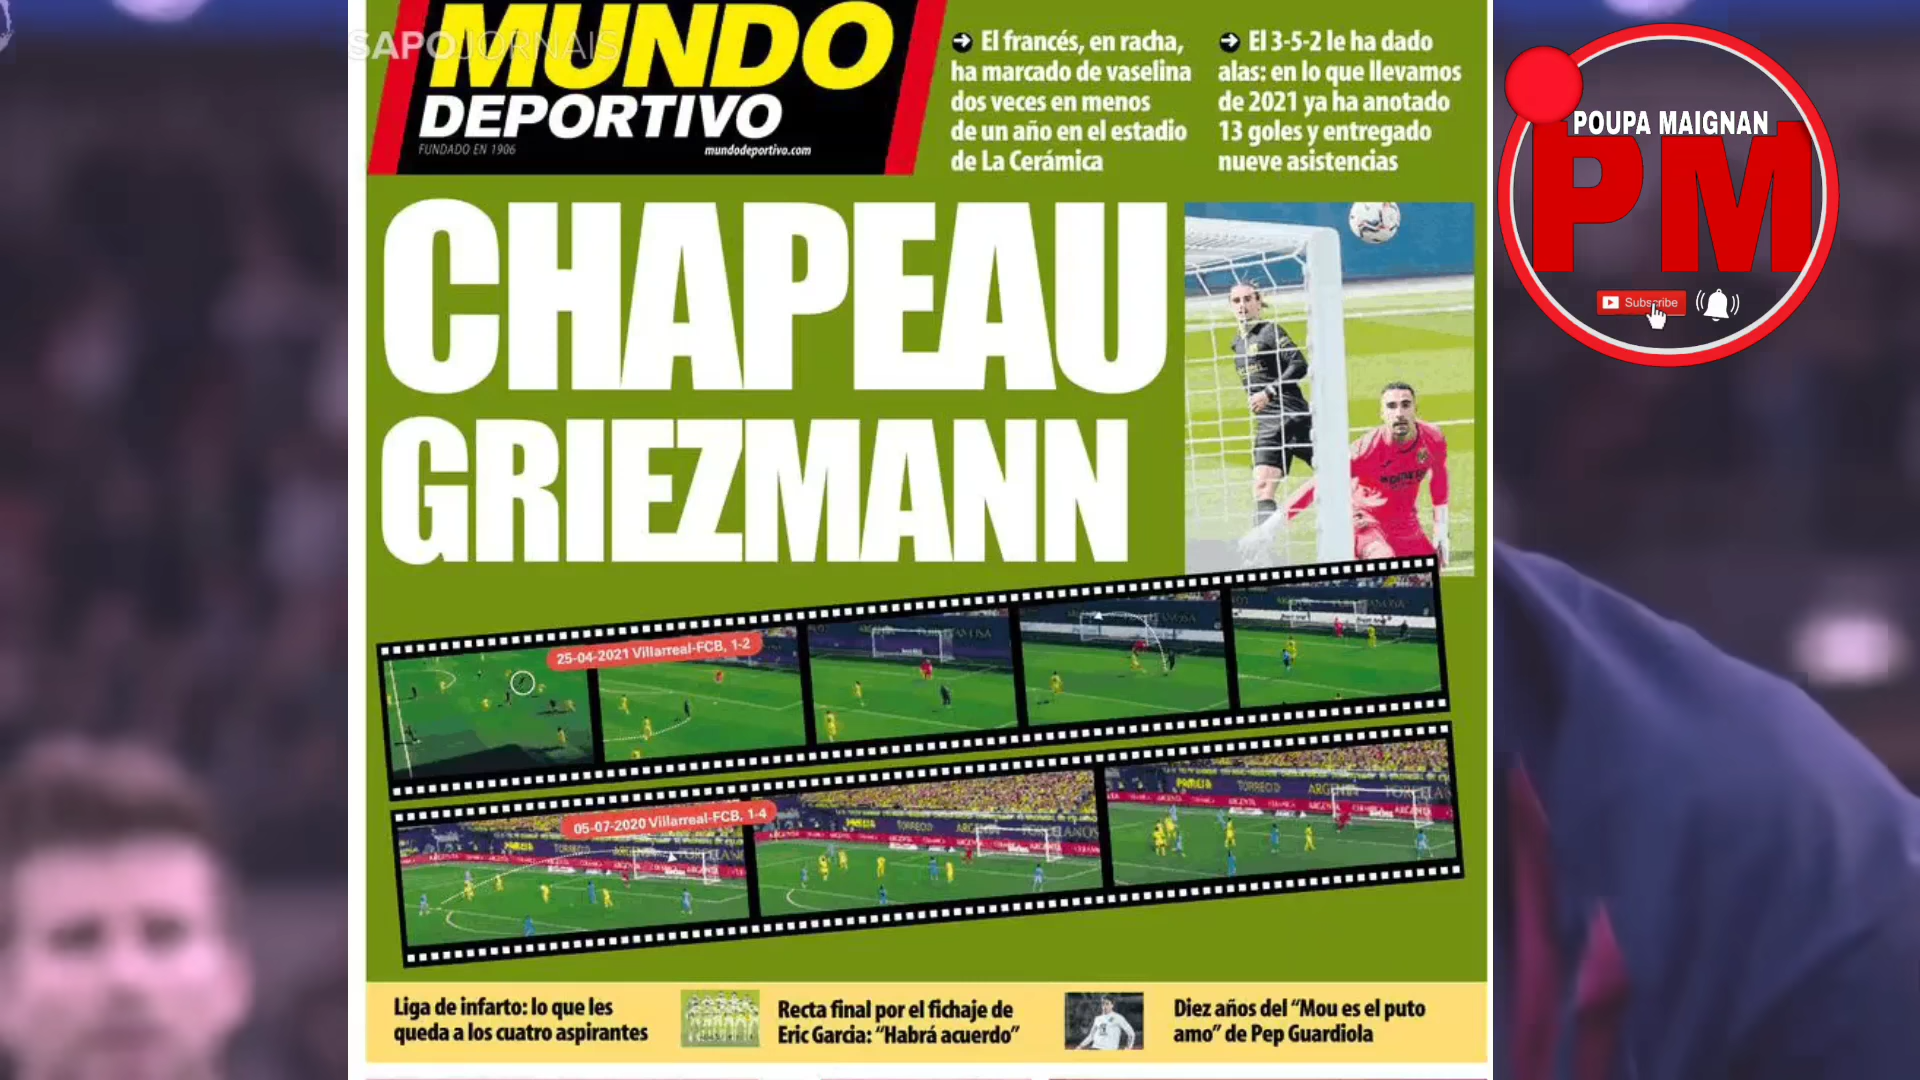 SAPOJORNAIS
MUNDO
DEPORTIVO
FUNDADO EN 1906
mundodeportivo.com
El francés, en racha,
ha marcado de vaselina
dos veces en menos
de un año en el estadio
de La Cerámica
El 3-5-2 le ha dado
alas: en lo que llevamos
de 2021 ya ha anotado
13 goles y entregado
nueve asistencias
POUPA MAIGNAN
PM
Subscribe
CHAPEAU
GRIEZMANN
25-04-2021 Villarreal-FCB, 1-2
05-07-2020 Villarreal-FCB, 1-4
Liga de infarto: lo que les
queda a los cuatro aspirantes
Recta final por el fichaje de
Eric Garcia: “Habrá acuerdo”
Diez años del “Mou es el puto
amo” de Pep Guardiola